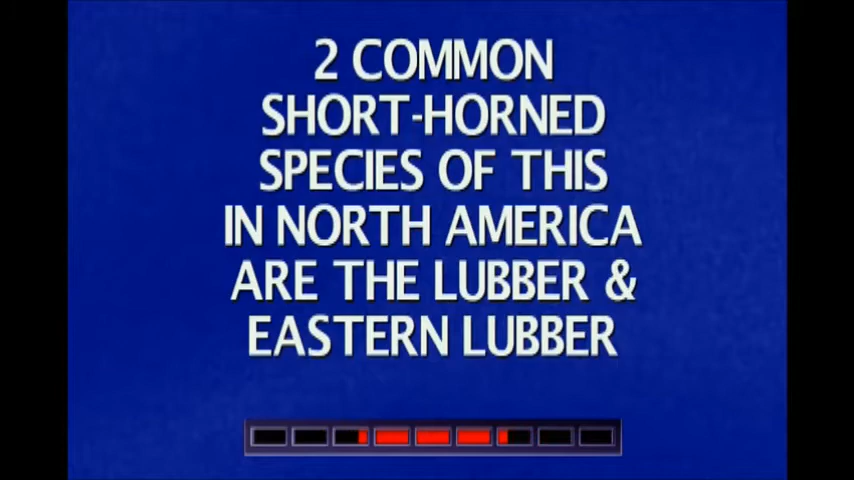 2 COMMON
SHORT-HORNED
SPECIES OF THIS
IN NORTH AMERICA
ARE THE LUBBER &
EASTERN LUBBER